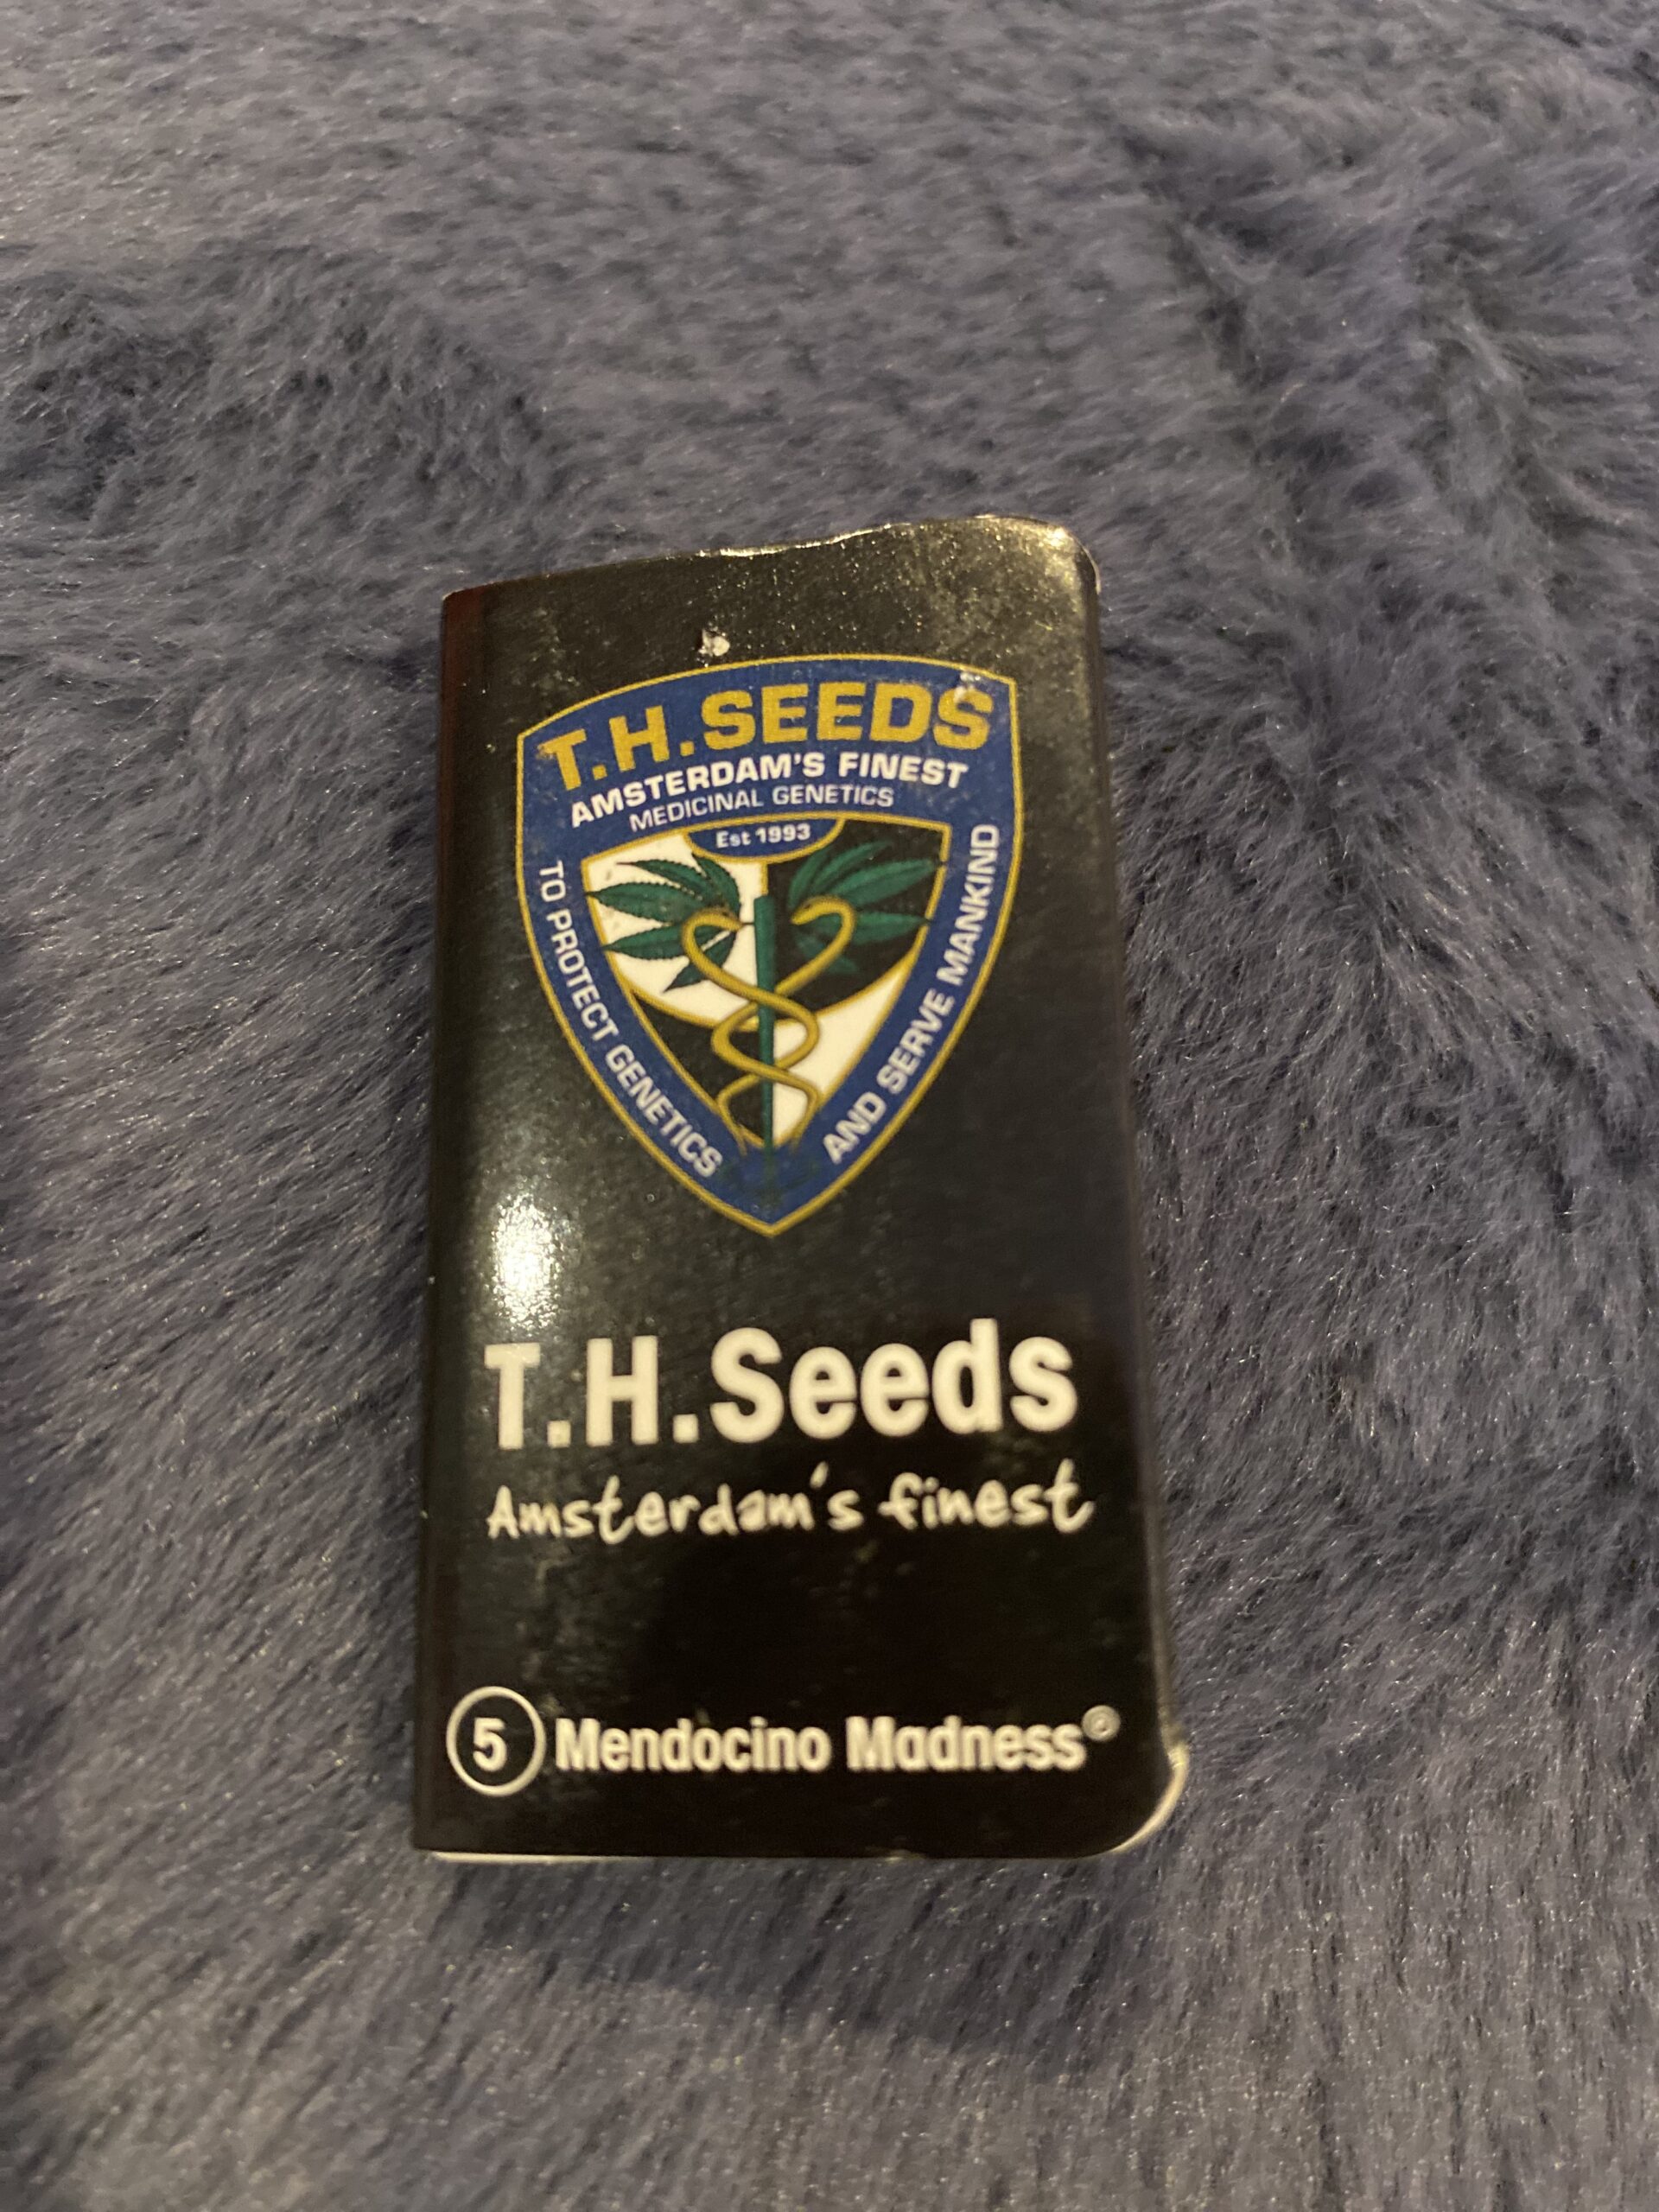 T.H.SEEDS
AMSTERDAM'S FINEST
MEDICINAL GENETICS
Est 1993
TO PROTECT GENETICS
AND SERVE MANKIND
T.H.Seeds
Amsterdam's finest
5 Mendocino Madness©